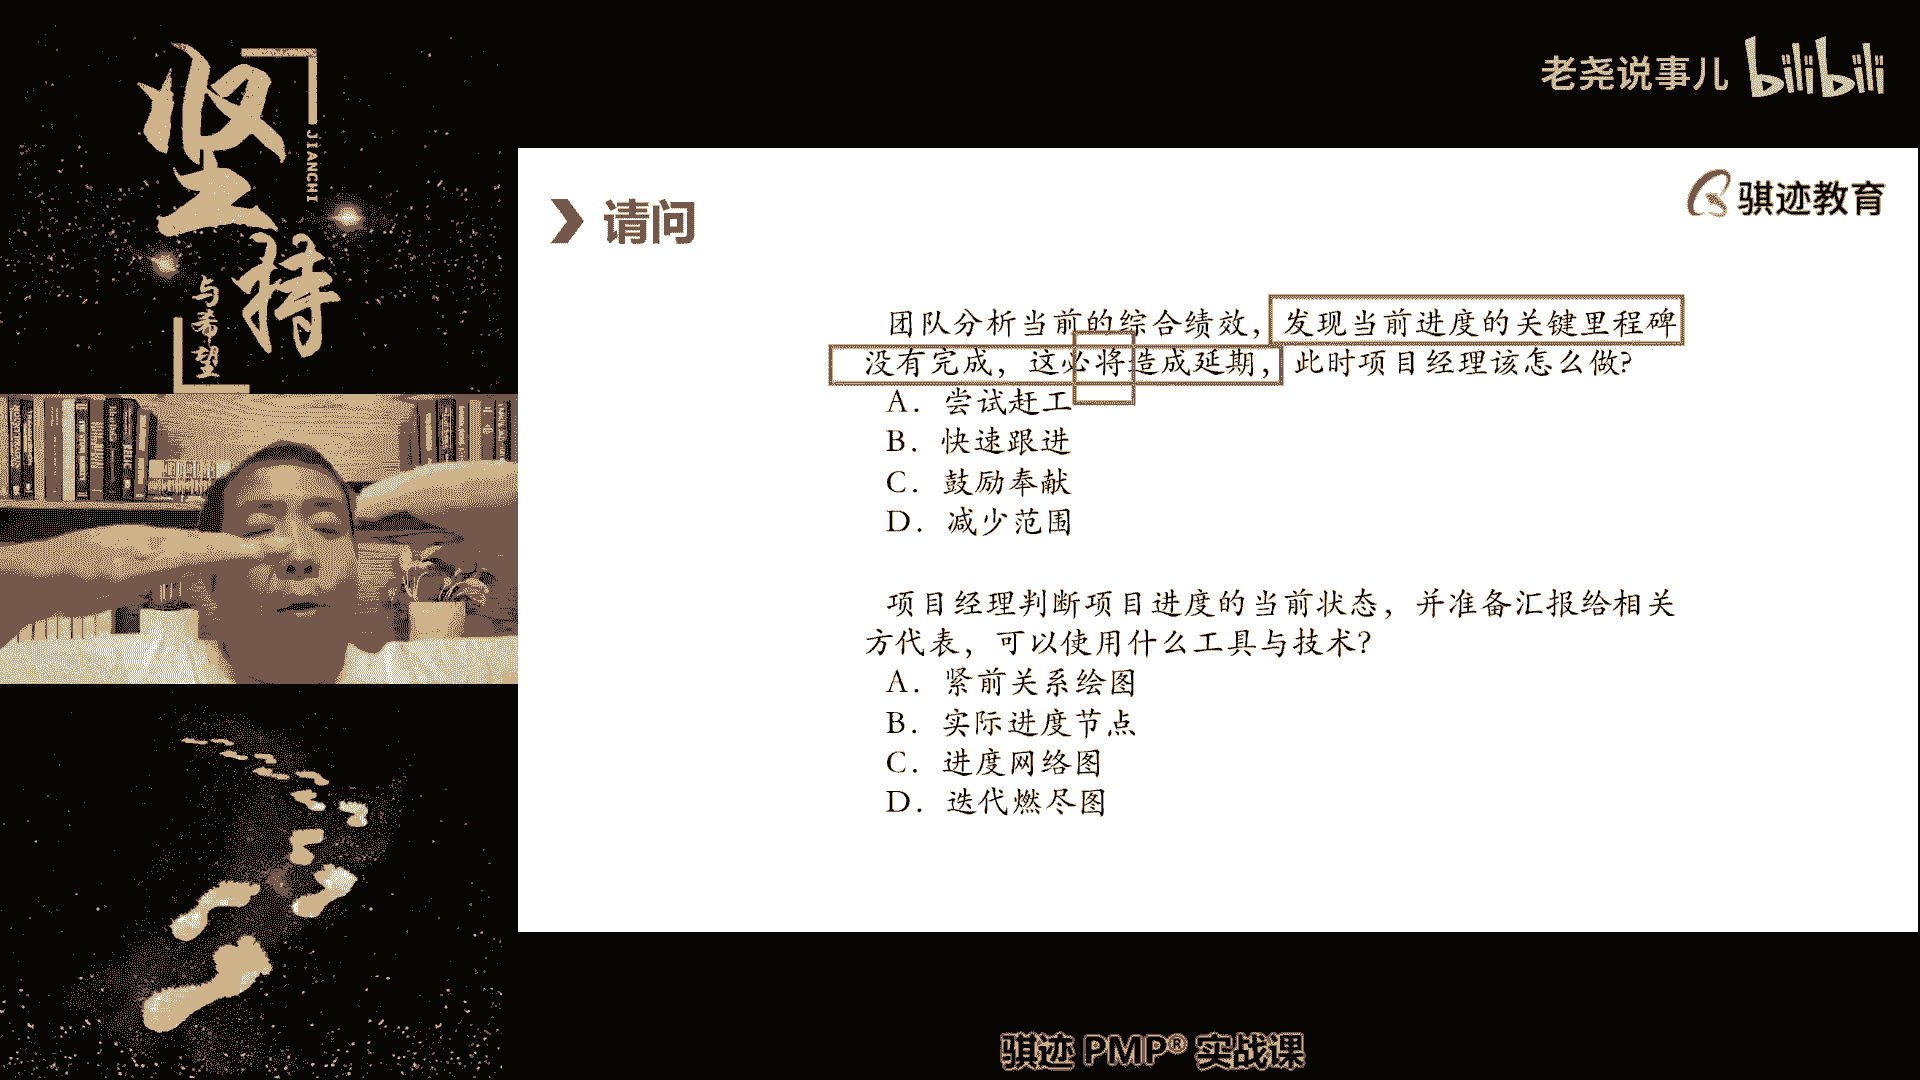 坚持
JIANCHI
与希望
老尧说事儿 bilibili
骐迹教育
请问
团队分析当前的综合绩效，发现当前进度的关键里程碑
没有完成，这必将造成延期，此时项目经理该怎么做？
A. 尝试赶工
B. 快速跟进
C. 鼓励奉献
D. 减少范围
项目经理判断项目进度的当前状态，并准备汇报给相关
方代表，可以使用什么工具与技术？
A. 紧前关系绘图
B. 实际进度节点
C. 进度网络图
D. 迭代燃尽图
骐迹 PMP® 实战课